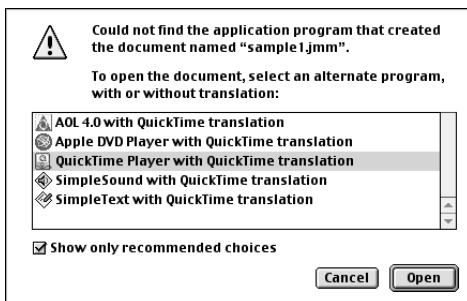 Could not find the application program that created
the document named “sample1.jmm”.
To open the document, select an alternate program,
with or without translation:
AOL 4.0 with QuickTime translation
Apple DVD Player with QuickTime translation
QuickTime Player with QuickTime translation
SimpleSound with QuickTime translation
SimpleText with QuickTime translation
Show only recommended choices
Cancel Open